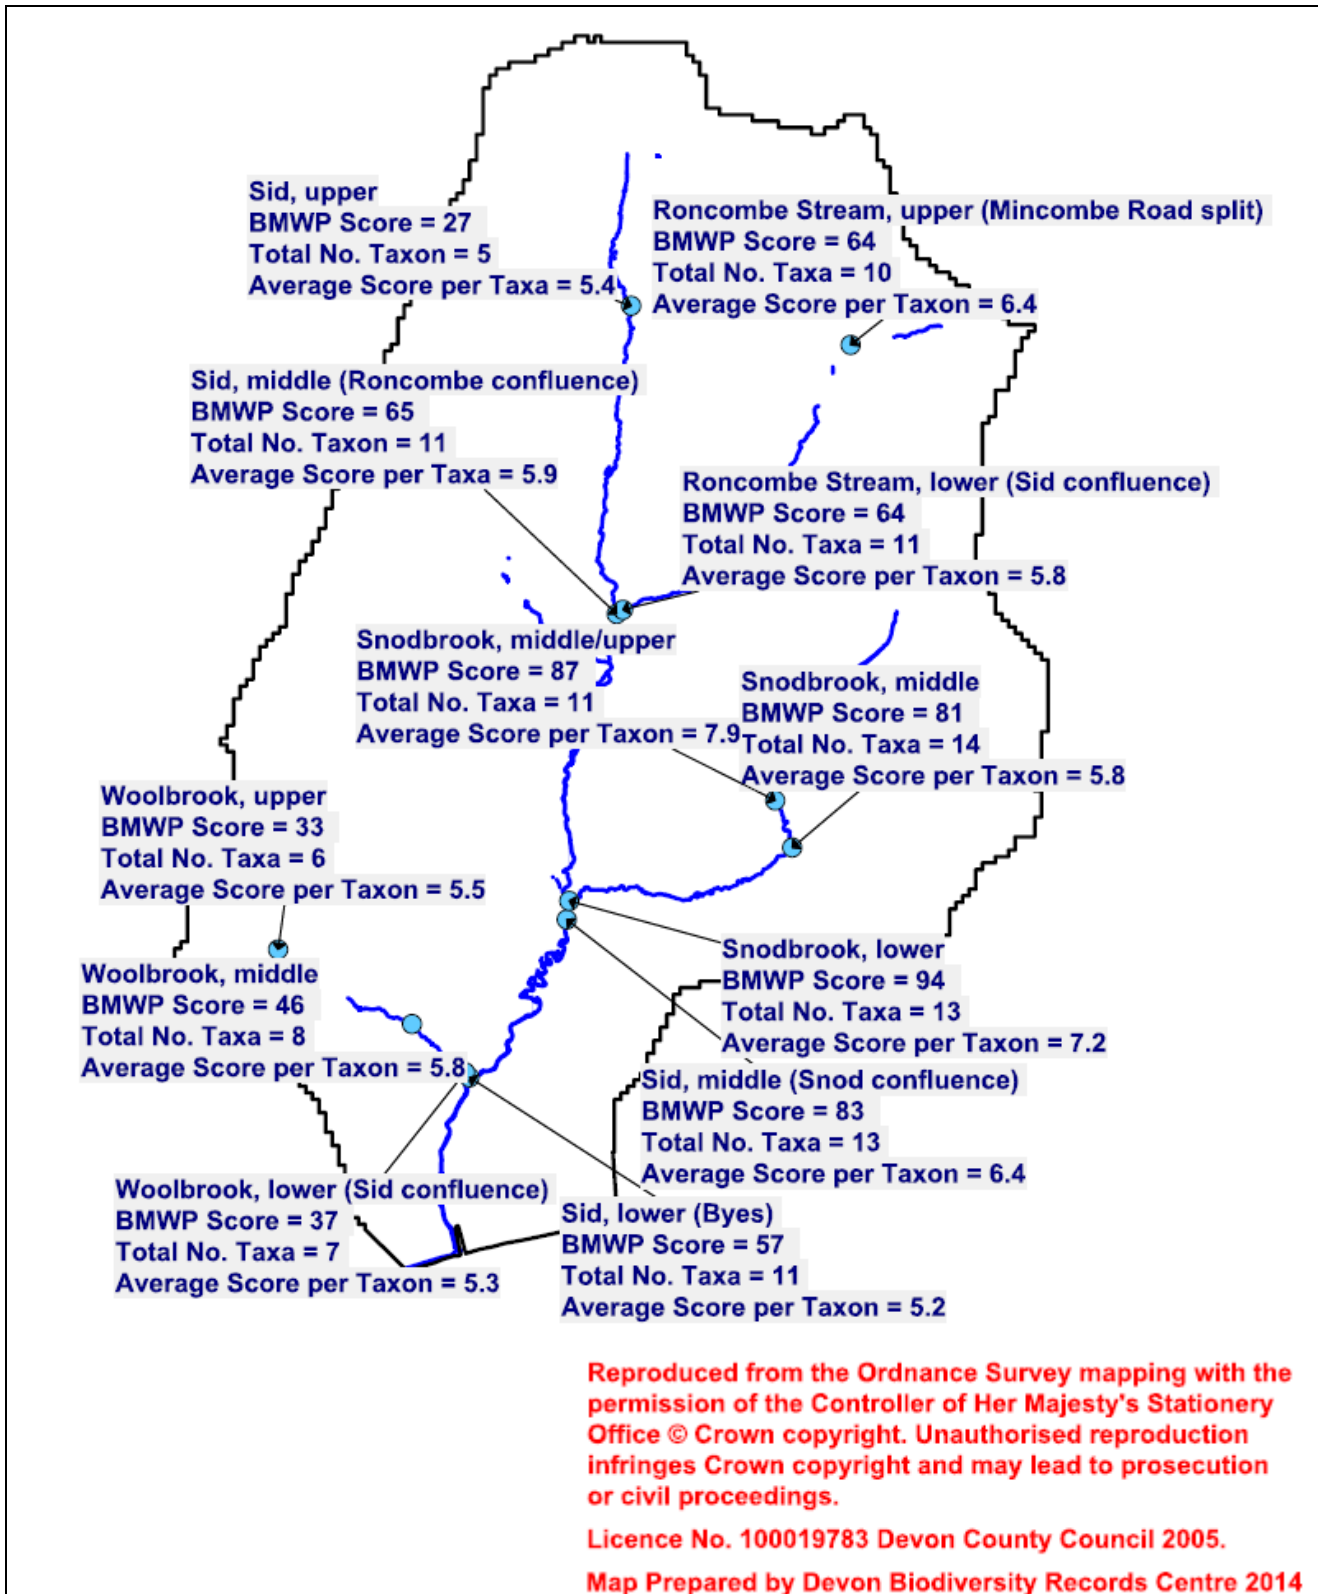 Sid, upper
BMWP Score = 27
Total No. Taxon = 5
Average Score per Taxa = 5.4
Roncombe Stream, upper (Mincombe Road split)
BMWP Score = 64
Total No. Taxa = 10
Average Score per Taxon = 6.4
Sid, middle (Roncombe confluence)
BMWP Score = 65
Total No. Taxon = 11
Average Score per Taxa = 5.9
Roncombe Stream, lower (Sid confluence)
BMWP Score = 64
Total No. Taxa = 11
Average Score per Taxon = 5.8
Snodbrook, middle/upper
BMWP Score = 87
Total No. Taxa = 11
Average Score per Taxon = 7.9
Snodbrook, middle
BMWP Score = 81
Total No. Taxa = 14
Average Score per Taxon = 5.8
Woolbrook, upper
BMWP Score = 33
Total No. Taxa = 6
Average Score per Taxon = 5.5
Woolbrook, middle
BMWP Score = 46
Total No. Taxa = 8
Average Score per Taxon = 5.8
Snodbrook, lower
BMWP Score = 94
Total No. Taxa = 13
Average Score per Taxon = 7.2
Sid, middle (Snod confluence)
BMWP Score = 83
Total No. Taxa = 13
Average Score per Taxon = 6.4
Woolbrook, lower (Sid confluence)
BMWP Score = 37
Total No. Taxa = 7
Average Score per Taxon = 5.3
Sid, lower (Byes)
BMWP Score = 57
Total No. Taxa = 11
Average Score per Taxon = 5.2
Reproduced from the Ordnance Survey mapping with the
permission of the Controller of Her Majesty's Stationery
Office © Crown copyright. Unauthorised reproduction
infringes Crown copyright and may lead to prosecution
or civil proceedings.
Licence No. 100019783 Devon County Council 2005.
Map Prepared by Devon Biodiversity Records Centre 2014